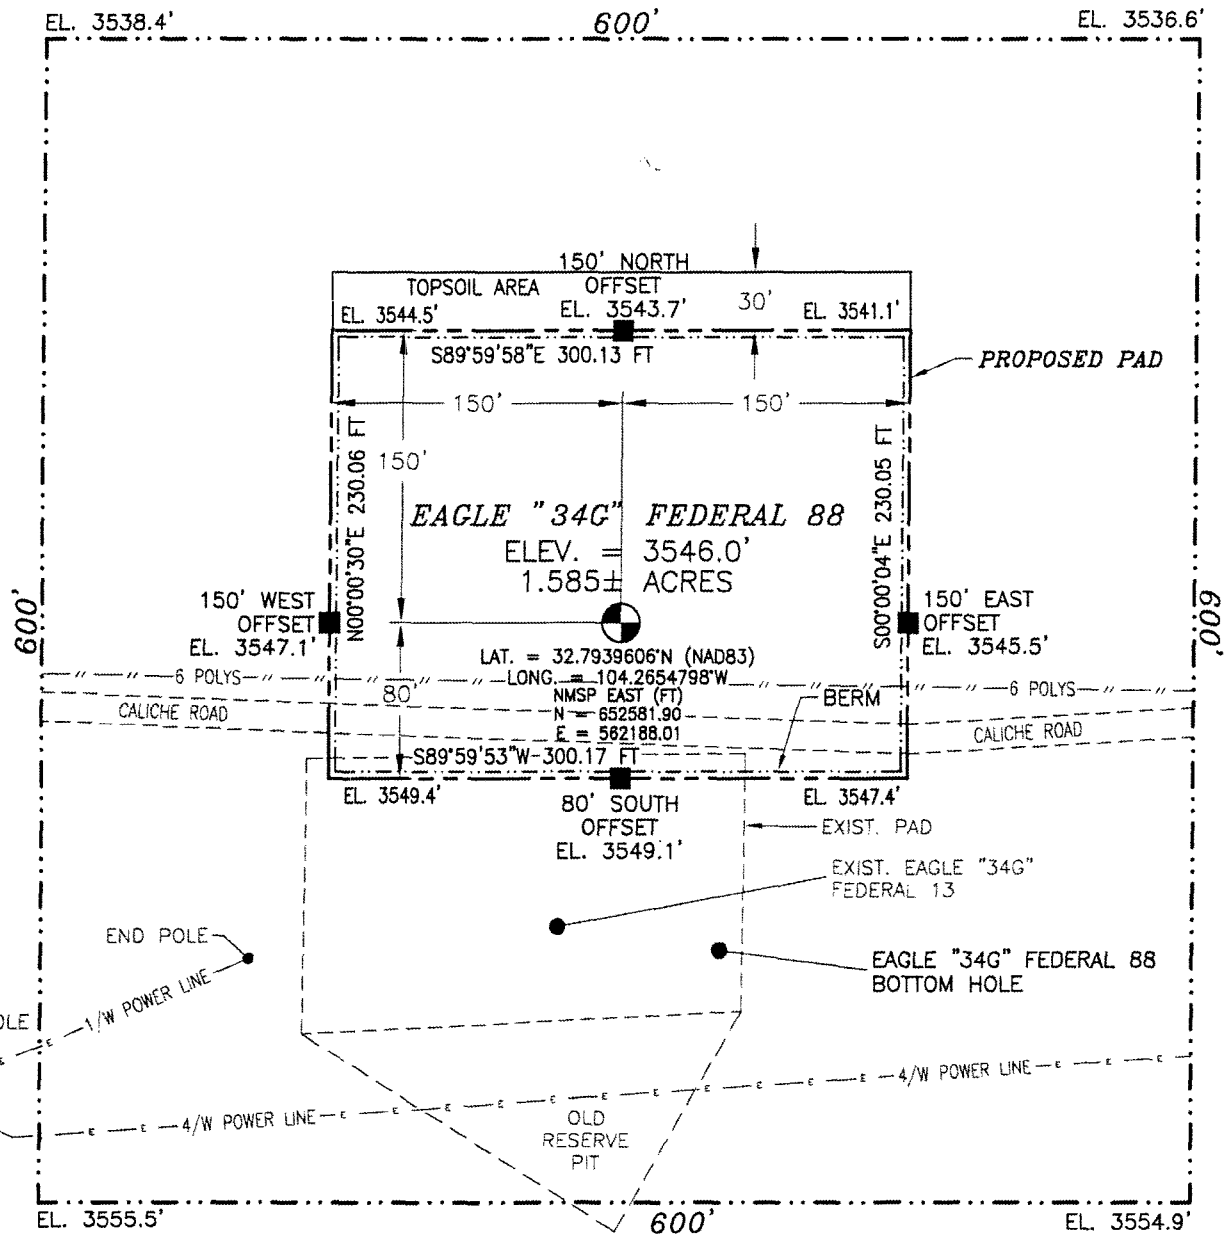 EL. 3538.4'
600'
EL. 3536.6'
150' NORTH
OFFSET
EL. 3543.7'
TOPSOIL AREA
30'
EL. 3544.5'
EL. 3541.1'
S89°59'58"E 300.13 FT
PROPOSED PAD
150'
150'
150'
N00°00'30"E 230.06 FT
S00°00'04"E 230.05 FT
EAGLE "34G" FEDERAL 88
ELEV. = 3546.0'
1.585± ACRES
600'
150' WEST
OFFSET
EL. 3547.1'
150' EAST
OFFSET
EL. 3545.5'
600'
LAT. = 32.7939606°N (NAD83)
LONG. = 104.2654798°W
NMSP EAST (FT)
N = 652581.90
E = 562188.01
6 POLYS
6 POLYS
80'
BERM
CALICHE ROAD
CALICHE ROAD
S89°59'53"W 300.17 FT
EL. 3549.4'
EL. 3547.4'
80' SOUTH
OFFSET
EL. 3549.1'
EXIST. PAD
EXIST. EAGLE "34G"
FEDERAL 13
END POLE
EAGLE "34G" FEDERAL 88
BOTTOM HOLE
OLE
1/W POWER LINE
4/W POWER LINE
4/W POWER LINE
OLD
RESERVE
PIT
EL. 3555.5'
600'
EL. 3554.9'